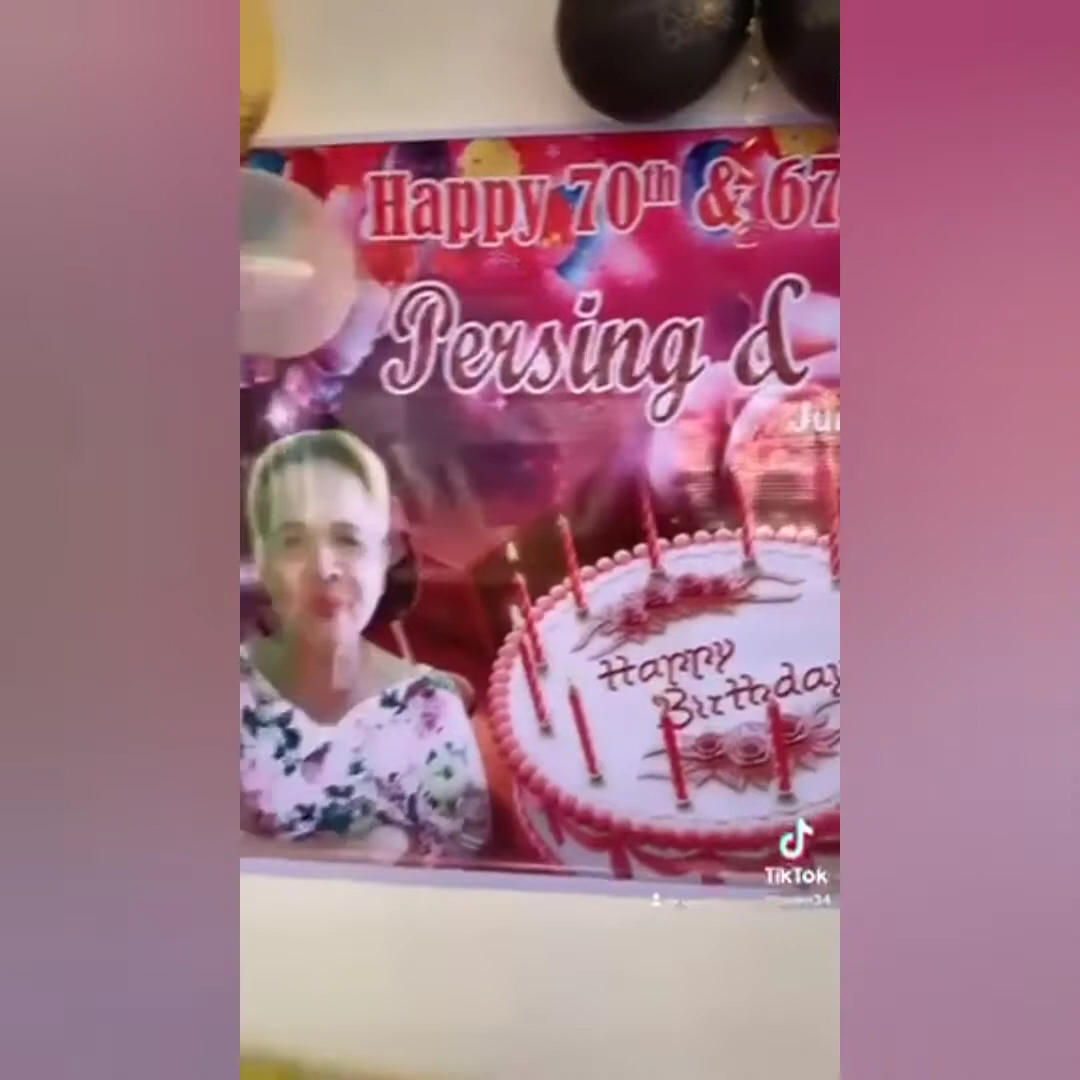 Happy 70th & 67
Persing &
Happy
Birthday
TikTok